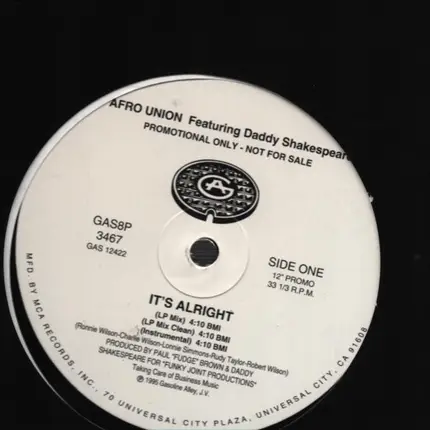 AFRO UNION Featuring Daddy Shakespeare
PROMOTIONAL ONLY - NOT FOR SALE
GAS8P
3467
GAS 12422
SIDE ONE
12" PROMO
33 1/3 R.P.M.
IT'S ALRIGHT
(LP Mix) 4:10 BMI
(LP Mix Clean) 4:10 BMI
(Instrumental) 4:10 BMI
(Ronnie Wilson-Charlie Wilson-Lonnie Simmons-Rudy Taylor-Robert Wilson)
PRODUCED BY PAUL "FUDGE" BROWN & DADDY
SHAKESPEARE FOR "FUNKY JOINT PRODUCTIONS"
Taking Care of Business Music
© 1995 Gasoline Alley, J.V.
MFD. BY MCA RECORDS, INC., 70 UNIVERSAL CITY PLAZA, UNIVERSAL CITY, CA 91608